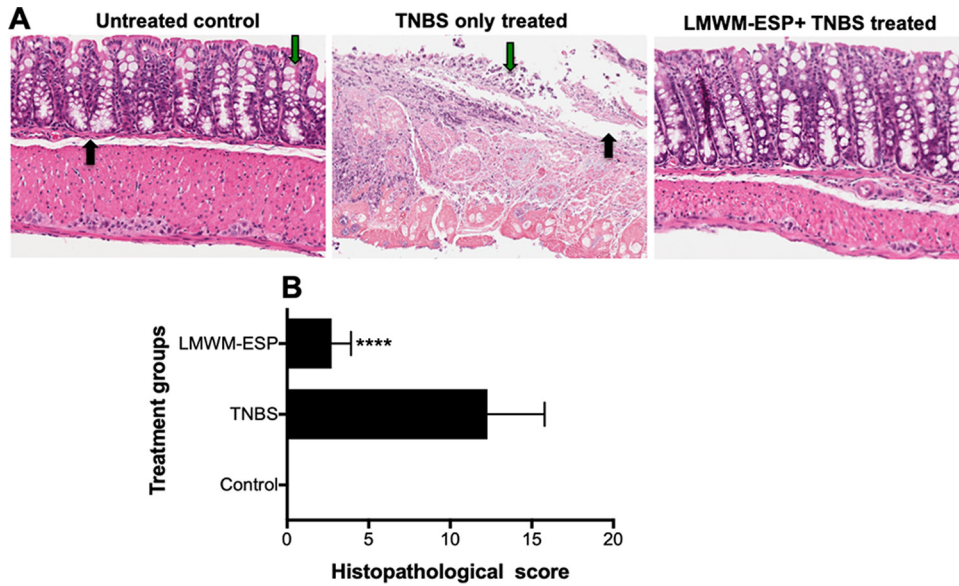 A
Untreated control
TNBS only treated
LMWM-ESP+ TNBS treated
B
Treatment groups
LMWM-ESP
****
TNBS
Control
0
5
10
15
20
Histopathological score